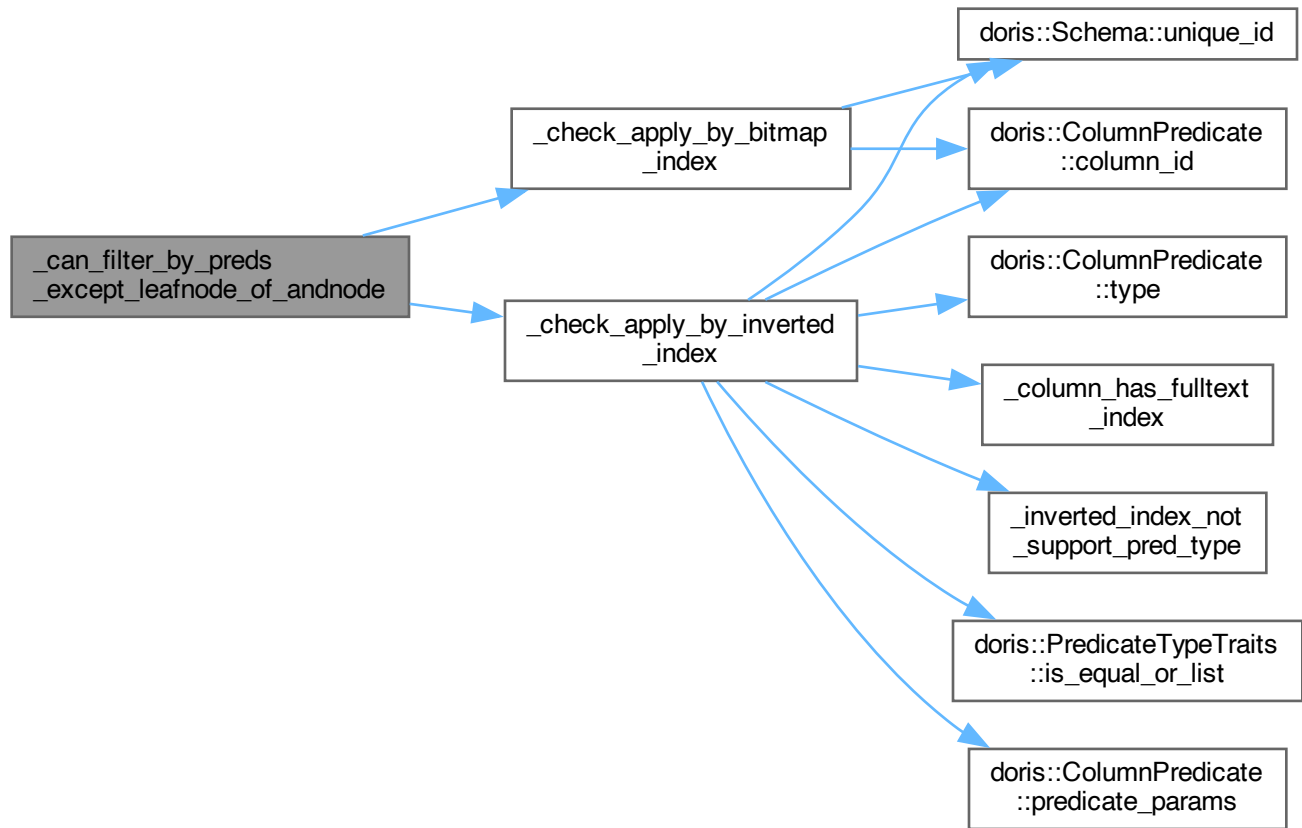 doris::Schema::unique_id
_check_apply_by_bitmap
_index
doris::ColumnPredicate
::column_id
_can_filter_by_preds
_except_leafnode_of_andnode
doris::ColumnPredicate
::type
_check_apply_by_inverted
_index
_column_has_fulltext
_index
_inverted_index_not
_support_pred_type
doris::PredicateTypeTraits
::is_equal_or_list
doris::ColumnPredicate
::predicate_params